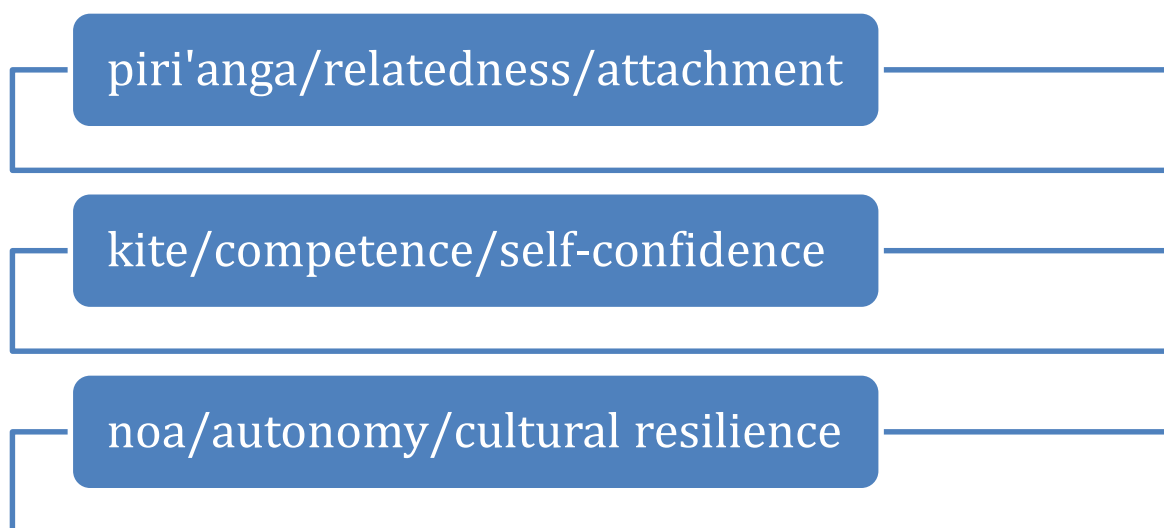 piri'anga/relatedness/attachment
kite/competence/self-confidence
noa/autonomy/cultural resilience